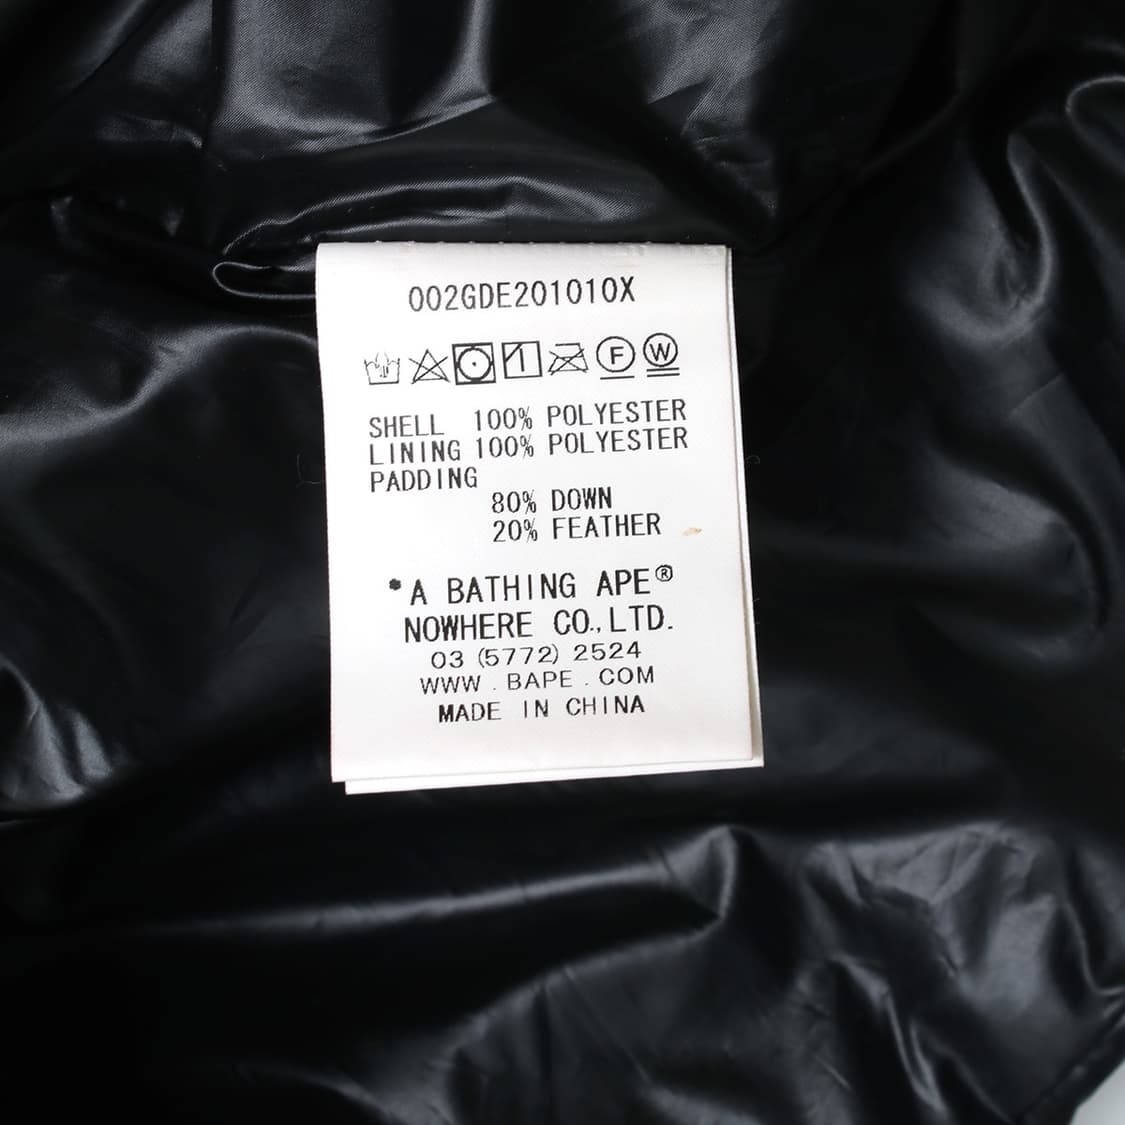 002GDE201010X
F W
SHELL 100% POLYESTER
LINING 100% POLYESTER
PADDING
80% DOWN
20% FEATHER
*A BATHING APE®
NOWHERE CO.,LTD.
03 (5772) 2524
WWW . BAPE . COM
MADE IN CHINA